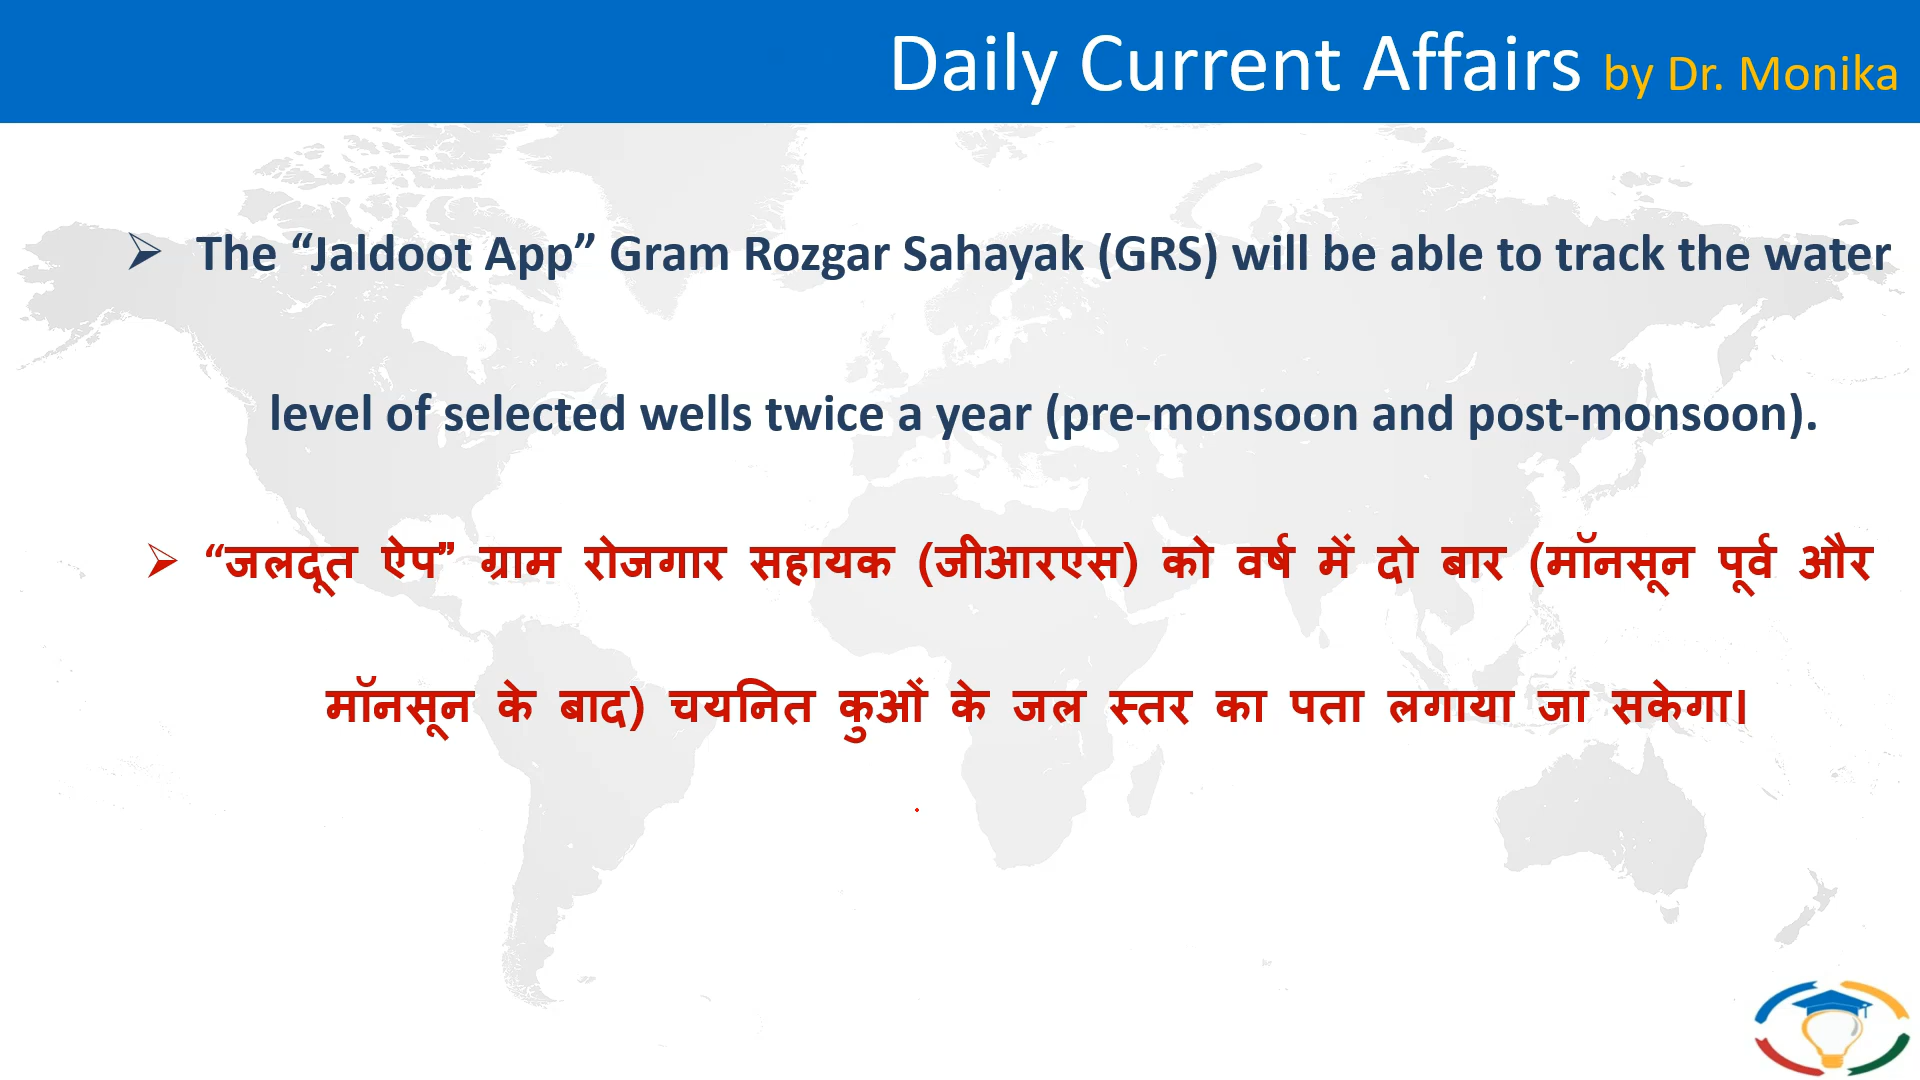 Daily Current Affairs by Dr. Monika
➢ The “Jaldoot App” Gram Rozgar Sahayak (GRS) will be able to track the water
level of selected wells twice a year (pre-monsoon and post-monsoon).
➢ “जलदूत ऐप” ग्राम रोजगार सहायक (जीआरएस) को वर्ष में दो बार (मॉनसून पूर्व और
मॉनसून के बाद) चयनित कुओं के जल स्तर का पता लगाया जा सकेगा।
.